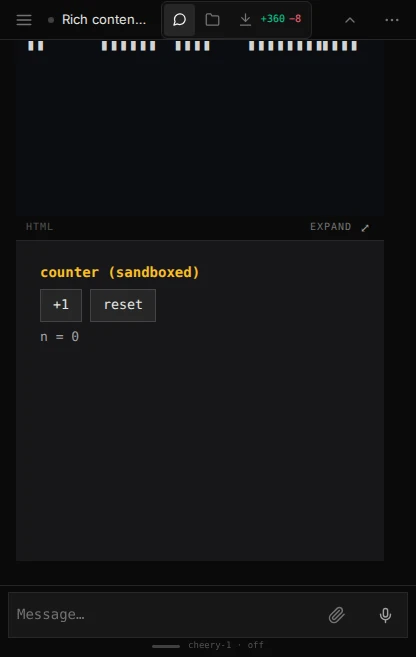 Rich conten...
+360 −8
HTML
EXPAND
counter (sandboxed)
+1
reset
n = 0
Message…
cheery-1 · off